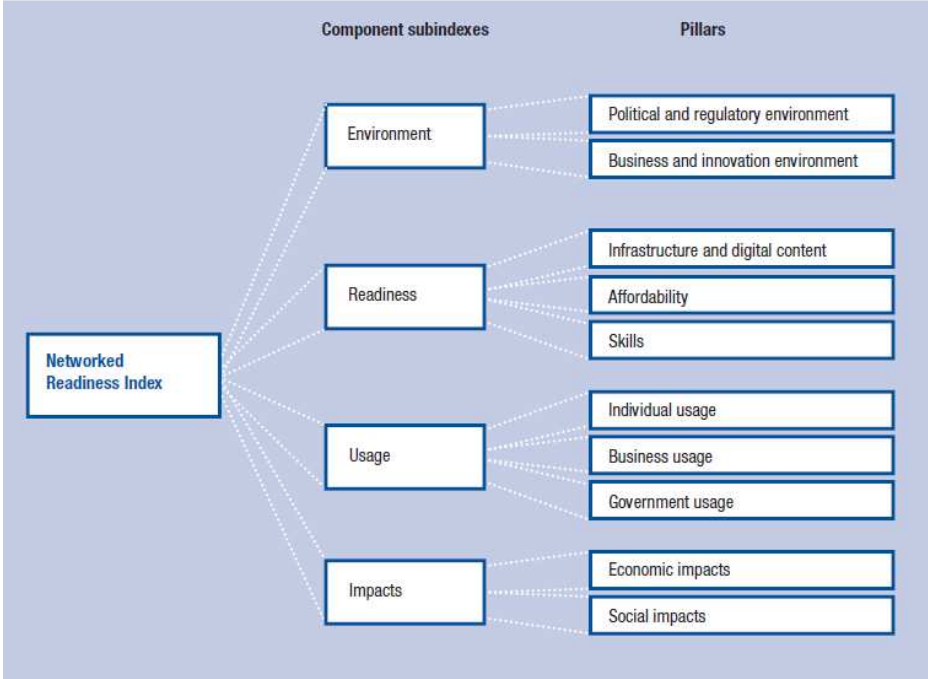 Component subindexes
Pillars
Environment
Political and regulatory environment
Business and innovation environment
Readiness
Infrastructure and digital content
Affordability
Skills
Networked
Readiness Index
Usage
Individual usage
Business usage
Government usage
Impacts
Economic impacts
Social impacts